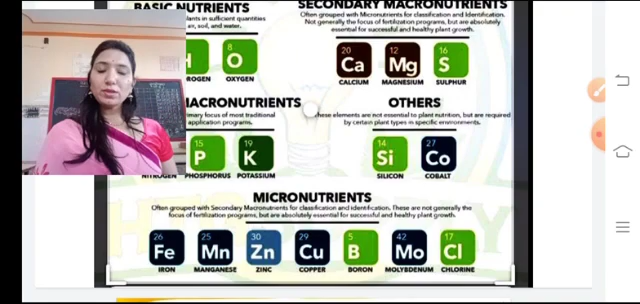 BASIC NUTRIENTS
plants in sufficient quantities
air, soil, and water.
8
O
ROGEN
OXYGEN
SECONDARY MACRONUTRIENTS
Often grouped with Micronutrients for classification and Identification.
Not generally the focus of fertilization programs, but are absolutely
essential for successful and healthy plant growth.
20
12
16
Ca
Mg
S
CALCIUM
MAGNESIUM
SULPHUR
MACRONUTRIENTS
rimary focus of most traditional
application programs.
15
19
P
K
NITROGEN
PHOSPHORUS
POTASSIUM
OTHERS
hese elements are not essential to plant nutrition, but are required
by certain plant types in specific environments.
14
27
Si
Co
SILICON
COBALT
MICRONUTRIENTS
Often grouped with Secondary Macronutrients for classification and identification. These are not generally the
focus of fertilization programs, but are absolutely essential for successful and healthy plant growth.
26
25
30
29
5
42
17
Fe
Mn
Zn
Cu
B
Mo
Cl
IRON
MANGANESE
ZINC
COPPER
BORON
MOLYBDENUM
CHLORINE